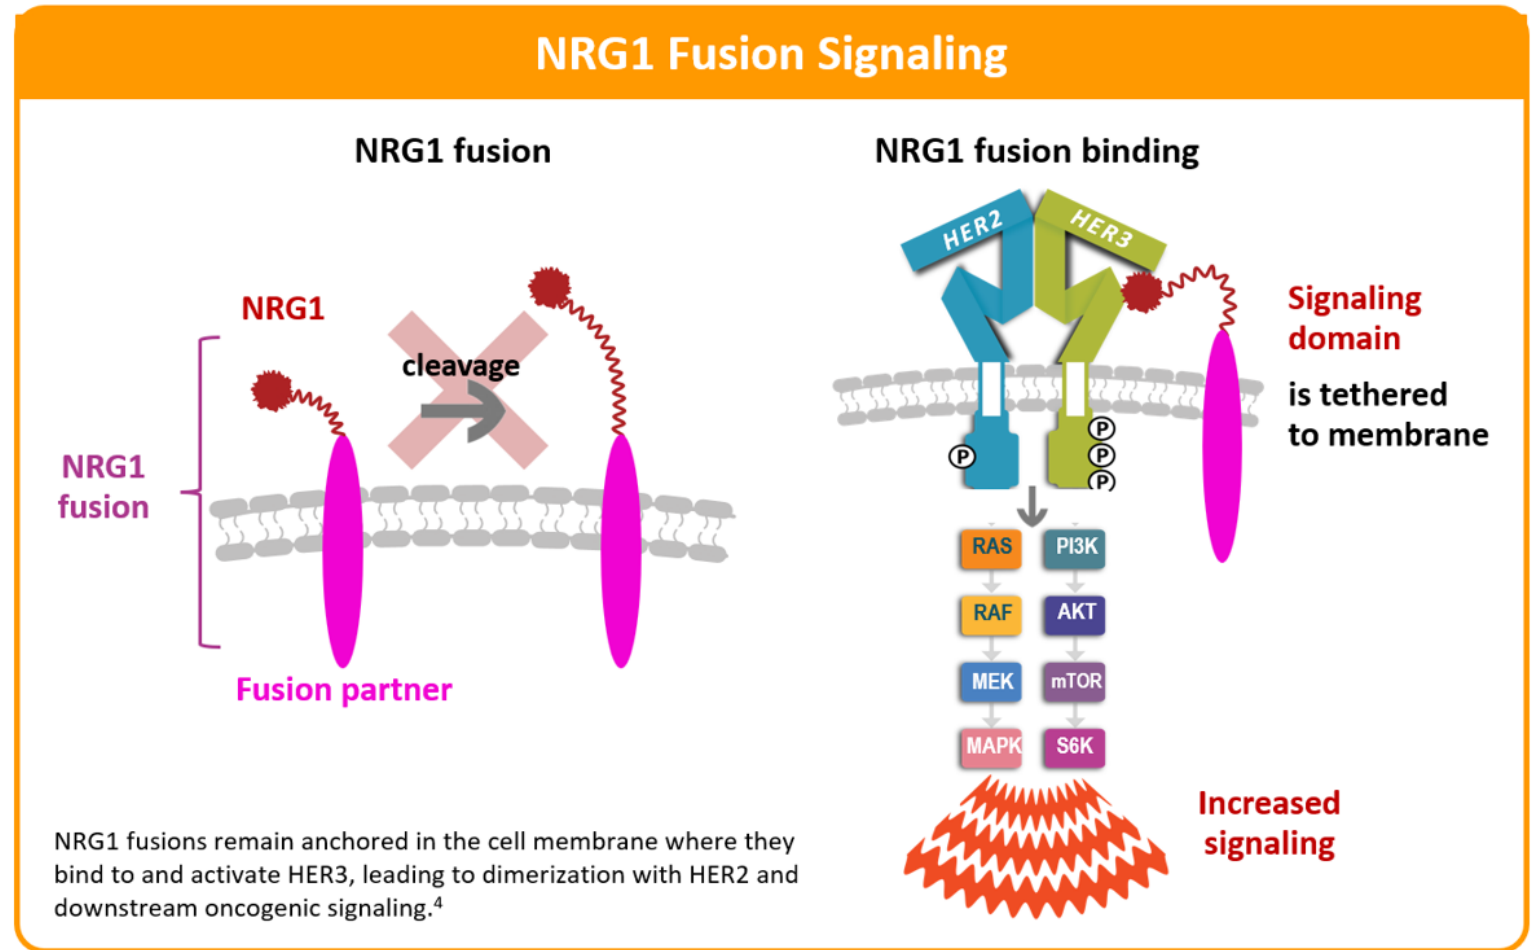 NRG1 Fusion Signaling
NRG1 fusion
NRG1
cleavage
NRG1
fusion
Fusion partner
NRG1 fusions remain anchored in the cell membrane where they
bind to and activate HER3, leading to dimerization with HER2 and
downstream oncogenic signaling.⁴
NRG1 fusion binding
HER2
HER3
Signaling
domain
is tethered
to membrane
P
P
P
P
RAS
PI3K
RAF
AKT
MEK
mTOR
MAPK
S6K
Increased
signaling